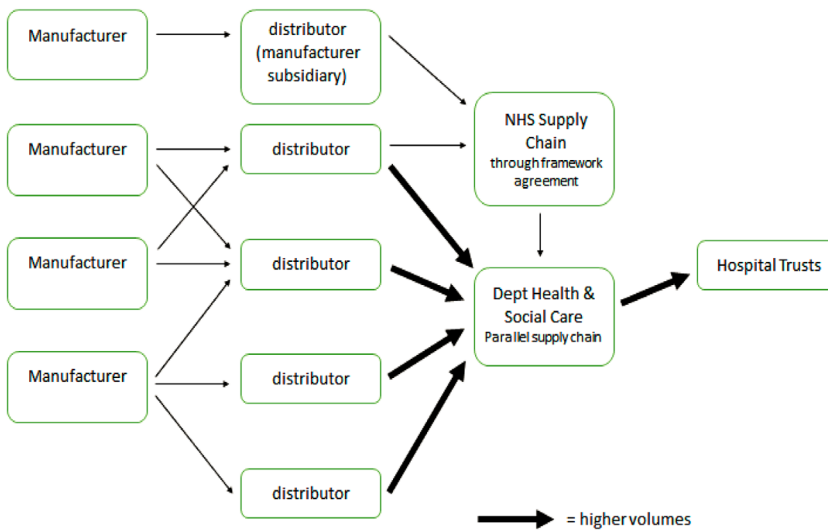 Manufacturer
distributor
(manufacturer
subsidiary)
NHS Supply
Chain
through framework
agreement
Manufacturer
distributor
Manufacturer
distributor
Dept Health &
Social Care
Parallel supply chain
Hospital Trusts
Manufacturer
distributor
distributor
= higher volumes